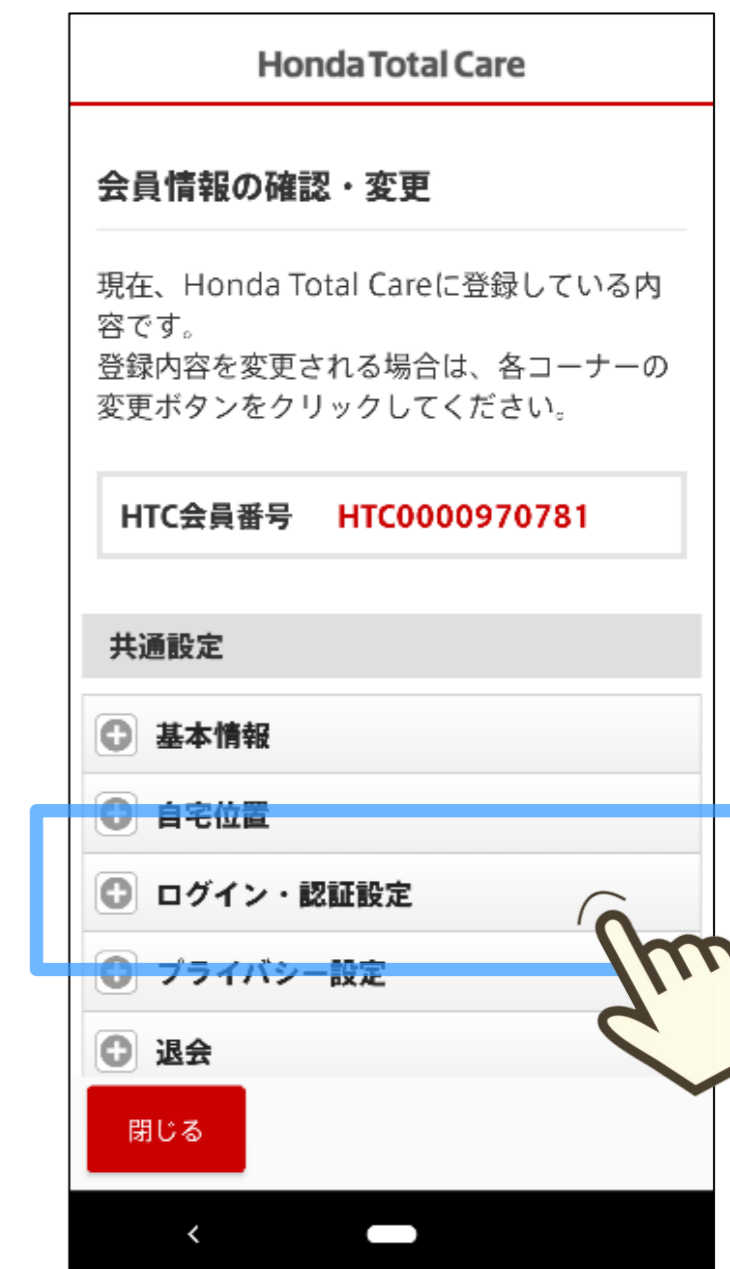 Honda Total Care
会員情報の確認・変更
現在、Honda Total Careに登録している内
容です。
登録内容を変更される場合は、各コーナーの
変更ボタンをクリックしてください。
HTC会員番号 HTC0000970781
共通設定
基本情報
自宅位置
ログイン・認証設定
プライバシー設定
退会
閉じる